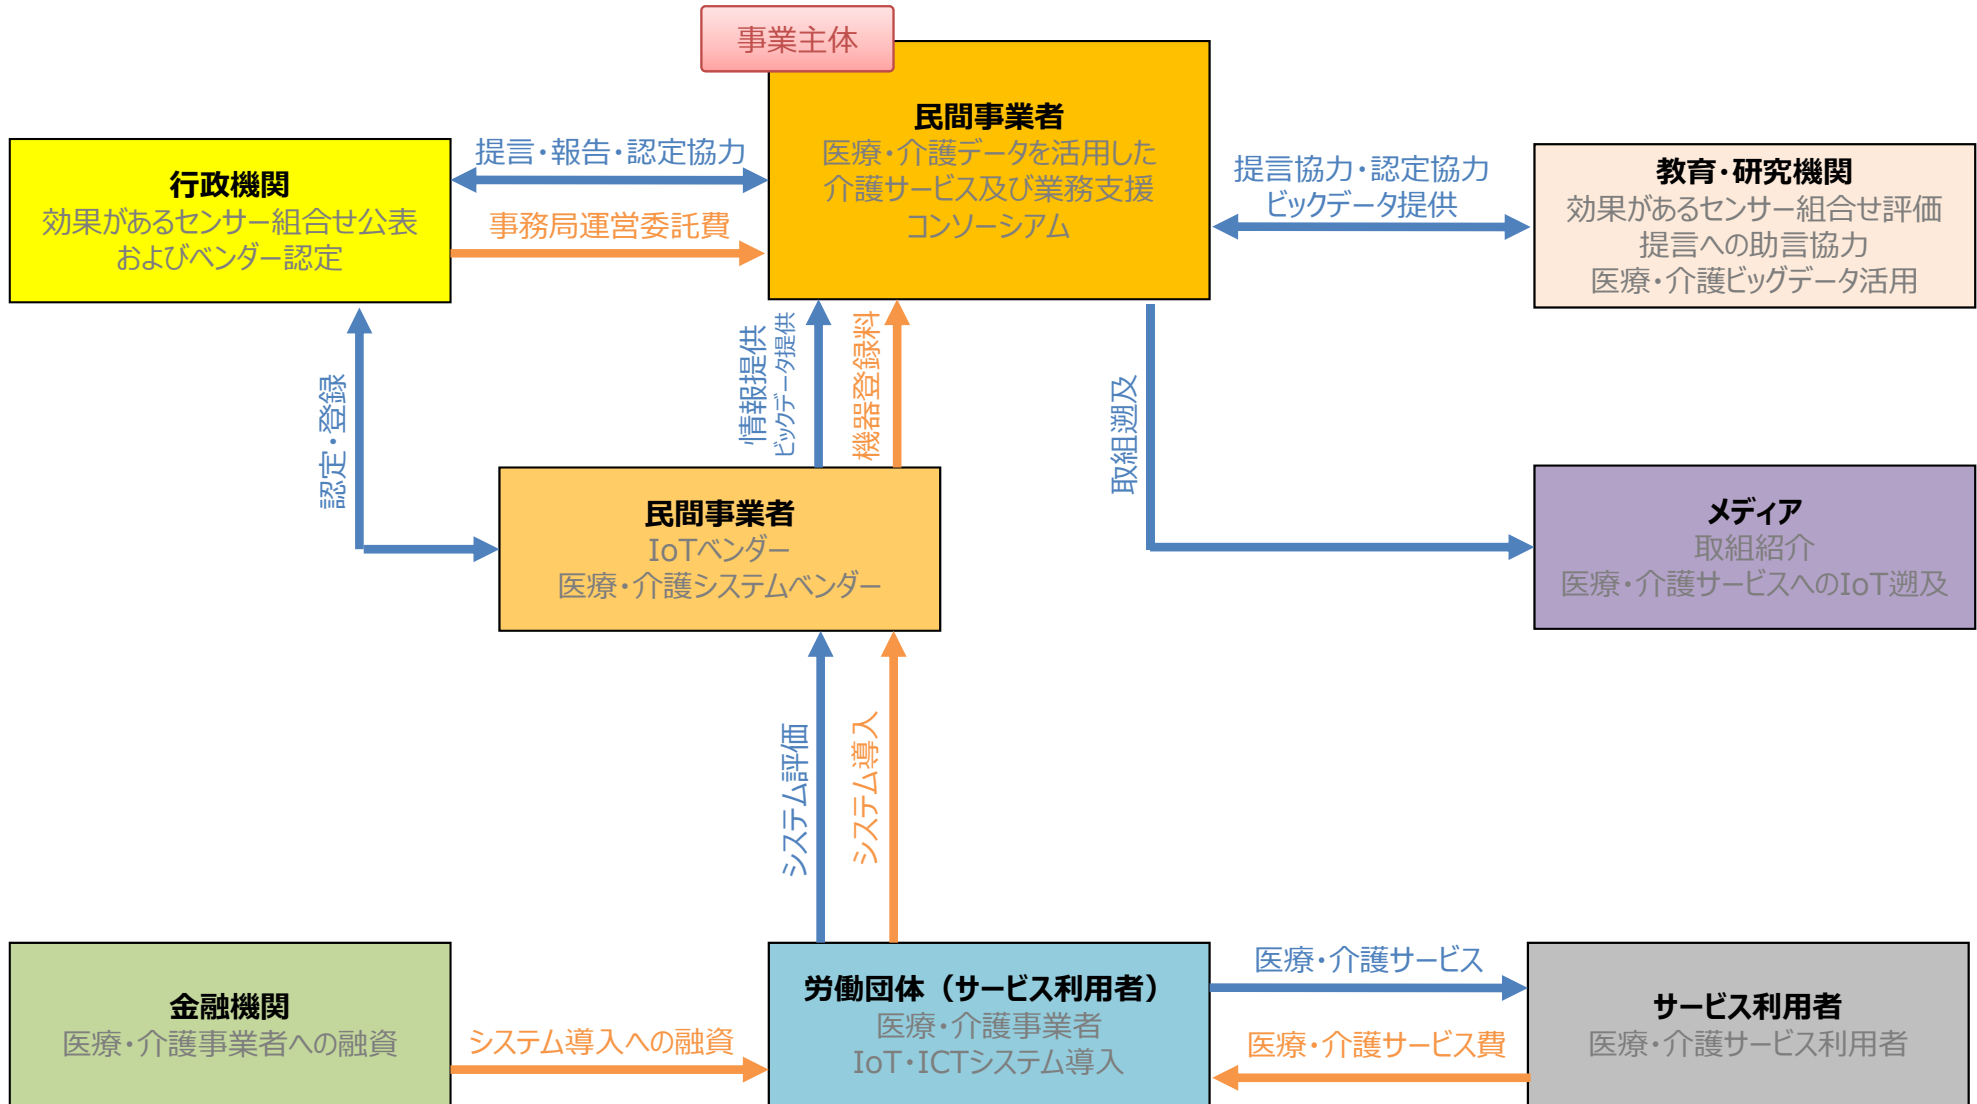 事業主体
民間事業者
医療・介護データを活用した
介護サービス及び業務支援
コンソーシアム
行政機関
効果があるセンサー組合せ公表
およびベンダー認定
提言・報告・認定協力
事務局運営委託費
提言協力・認定協力
ビックデータ提供
教育・研究機関
効果があるセンサー組合せ評価
提言への助言協力
医療・介護ビッグデータ活用
認定・登録
情報提供
ビックデータ提供
機器登録料
取組遡及
民間事業者
IoTベンダー
医療・介護システムベンダー
メディア
取組紹介
医療・介護サービスへのIoT遡及
システム評価
システム導入
金融機関
医療・介護事業者への融資
システム導入への融資
労働団体（サービス利用者）
医療・介護事業者
IoT・ICTシステム導入
医療・介護サービス
医療・介護サービス費
サービス利用者
医療・介護サービス利用者